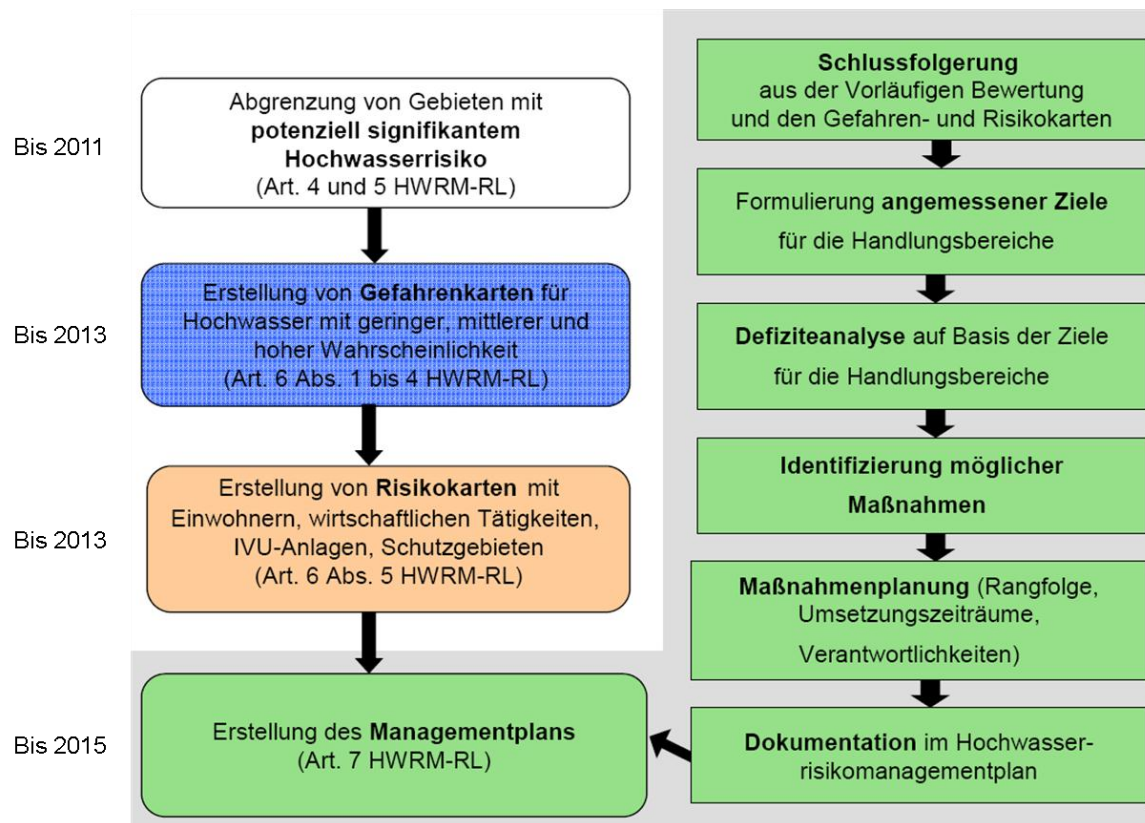 Bis 2011
Abgrenzung von Gebieten mit
potenziell signifikantem
Hochwasserrisiko
(Art. 4 und 5 HWRM-RL)
Bis 2013
Erstellung von Gefahrenkarten für
Hochwasser mit geringer, mittlerer und
hoher Wahrscheinlichkeit
(Art. 6 Abs. 1 bis 4 HWRM-RL)
Bis 2013
Erstellung von Risikokarten mit
Einwohnern, wirtschaftlichen Tätigkeiten,
IVU-Anlagen, Schutzgebieten
(Art. 6 Abs. 5 HWRM-RL)
Bis 2015
Erstellung des Managementplans
(Art. 7 HWRM-RL)
Schlussfolgerung
aus der Vorläufigen Bewertung
und den Gefahren- und Risikokarten
Formulierung angemessener Ziele
für die Handlungsbereiche
Defiziteanalyse auf Basis der Ziele
für die Handlungsbereiche
Identifizierung möglicher
Maßnahmen
Maßnahmenplanung (Rangfolge,
Umsetzungszeiträume,
Verantwortlichkeiten)
Dokumentation im Hochwasser-
risikomanagementplan